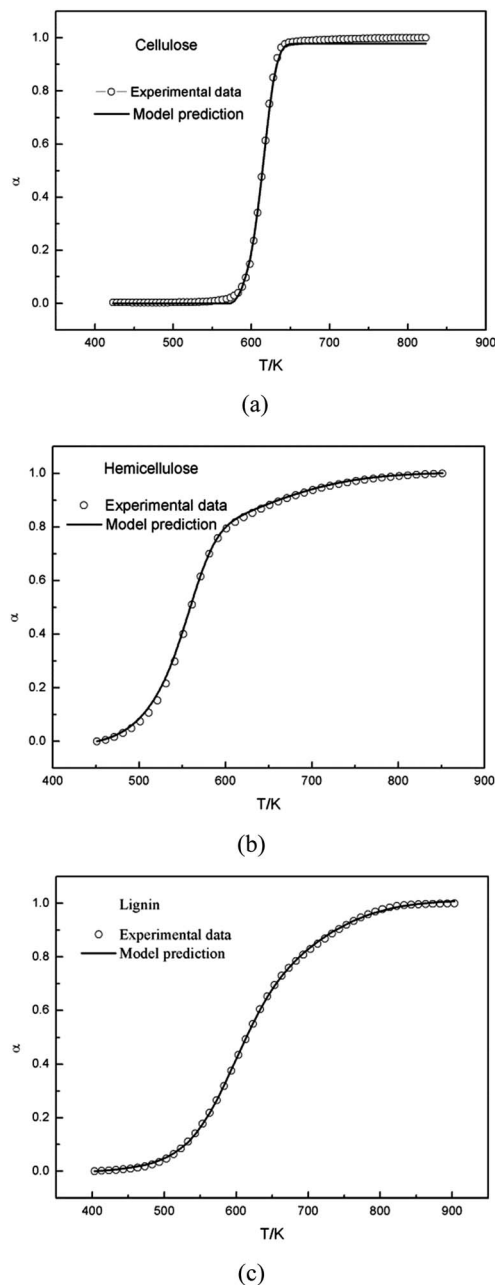 1.0
Cellulose
0.8
Experimental data
Model prediction
0.6
α
0.4
0.2
0.0
400 500 600 700 800 900
T/K
(a)
1.0
Hemicellulose
0.8
Experimental data
Model prediction
0.6
α
0.4
0.2
0.0
400 500 600 700 800 900
T/K
(b)
1.0
Lignin
Experimental data
0.8
Model prediction
0.6
α
0.4
0.2
0.0
400 500 600 700 800 900
T/K
(c)